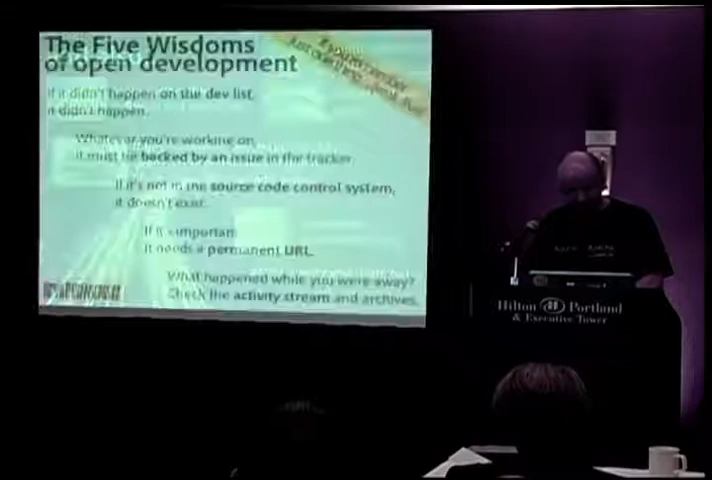 The Five Wisdoms
of open development
If it didn't happen on the dev list,
it didn't happen.
Whatever you're working on,
it must be backed by an issue in the tracker.
If it's not in the source code control system,
it doesn't exist.
If it's important
it needs a permanent URL.
What happened while you were away?
Check the activity stream and archives.
Hilton Portland
& Executive Tower